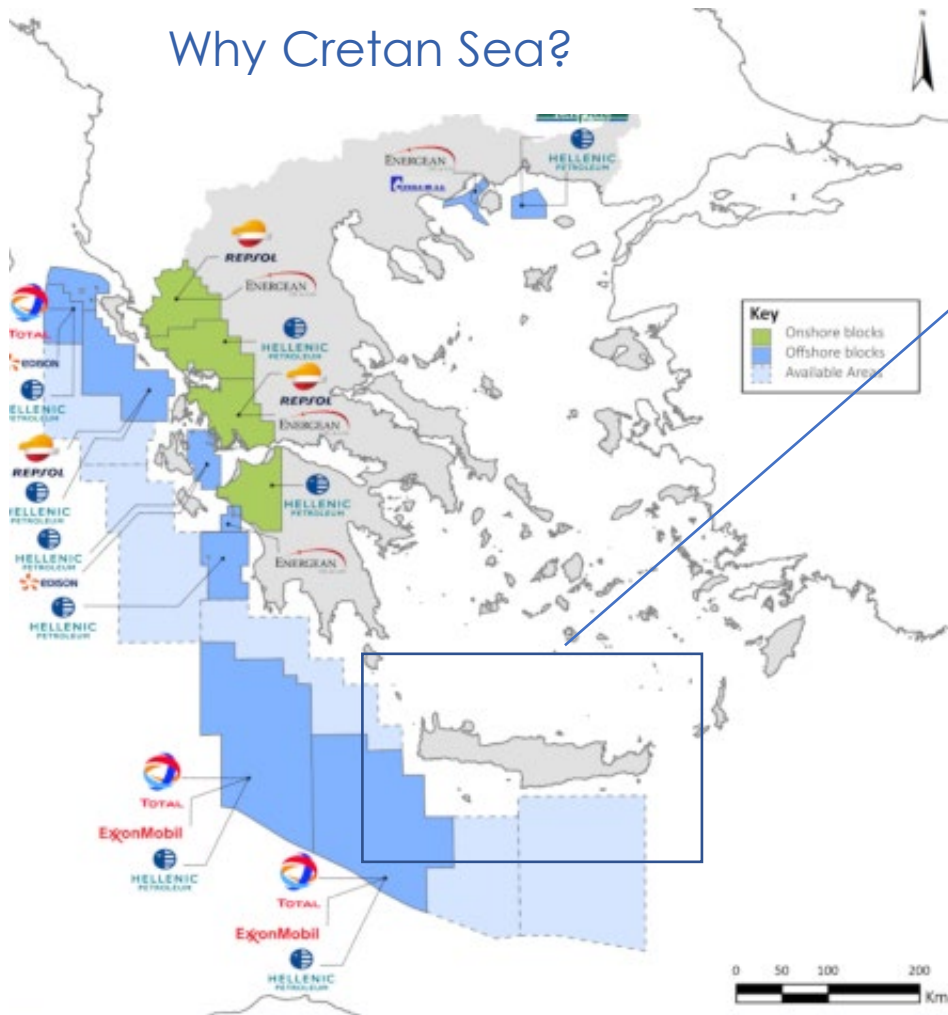 Why Cretan Sea?
ENERGEAN
HELLENIC
PETROLEUM
REPSOL
ENERGEAN
TOTAL
EDISON
HELLENIC
PETROLEUM
HELLENIC
PETROLEUM
REPSOL
ENERGEAN
REPSOL
HELLENIC
PETROLEUM
HELLENIC
PETROLEUM
EDISON
HELLENIC
PETROLEUM
HELLENIC
PETROLEUM
ENERGEAN
Key
Onshore blocks
Offshore blocks
Available Areas
TOTAL
ExxonMobil
HELLENIC
PETROLEUM
TOTAL
ExxonMobil
HELLENIC
PETROLEUM
0 50 100 200
Km